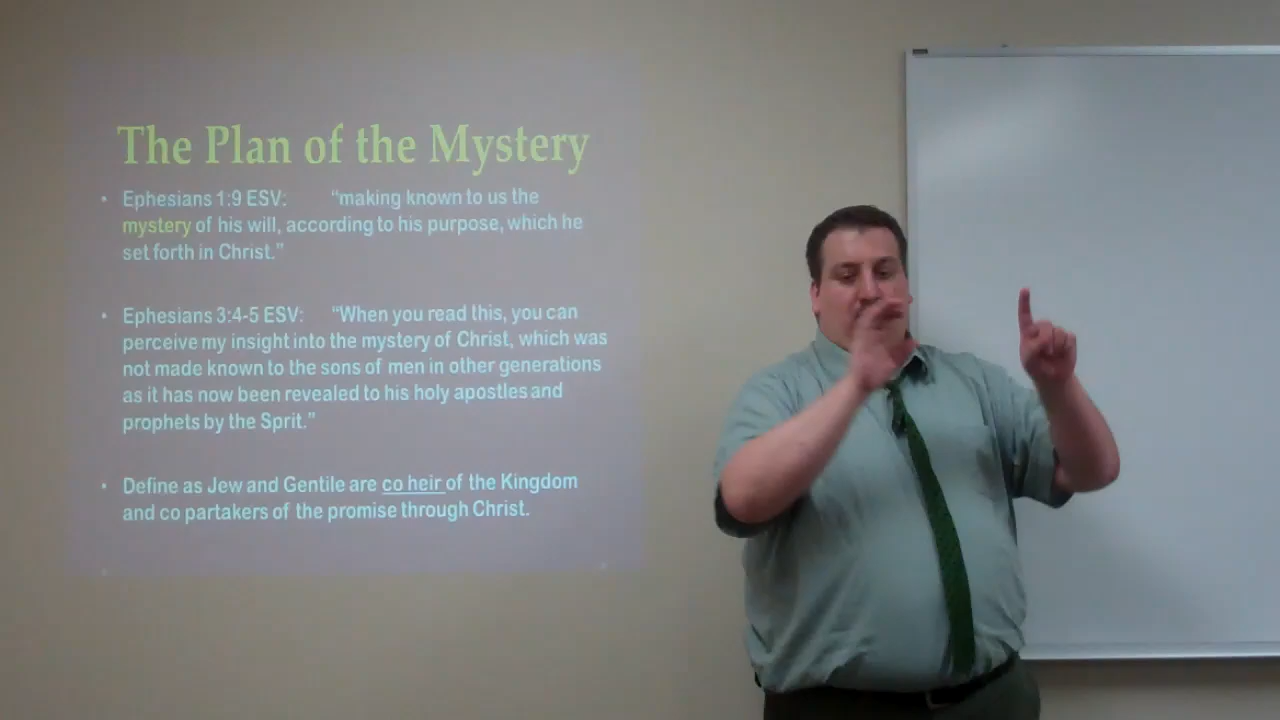 The Plan of the Mystery
• Ephesians 1:9 ESV: “making known to us the
mystery of his will, according to his purpose, which he
set forth in Christ.”
• Ephesians 3:4-5 ESV: “When you read this, you can
perceive my insight into the mystery of Christ, which was
not made known to the sons of men in other generations
as it has now been revealed to his holy apostles and
prophets by the Sprit.”
• Define as Jew and Gentile are co heir of the Kingdom
and co partakers of the promise through Christ.